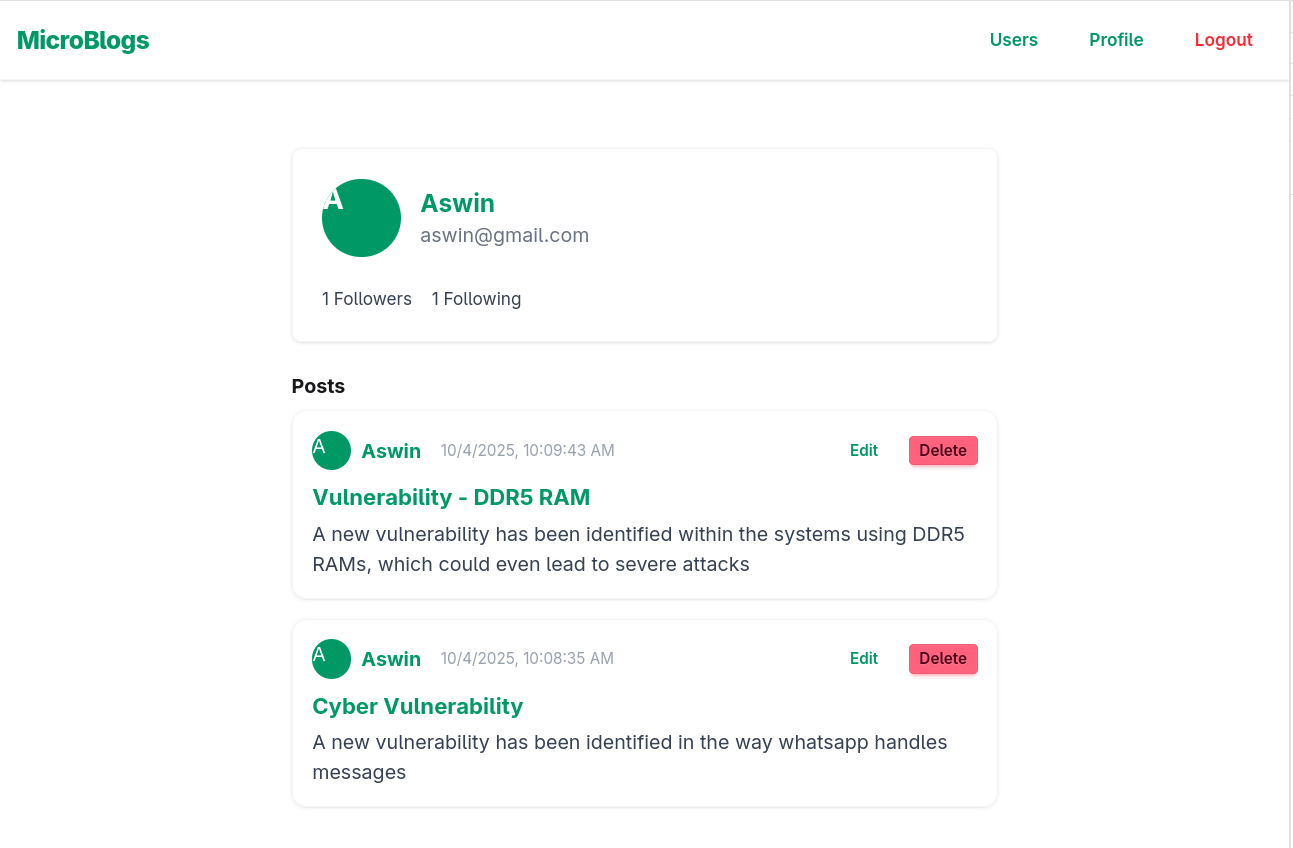 MicroBlogs
Users
Profile
Logout
A
Aswin
aswin@gmail.com
1 Followers
1 Following
Posts
A
Aswin
10/4/2025, 10:09:43 AM
Edit
Delete
Vulnerability - DDR5 RAM
A new vulnerability has been identified within the systems using DDR5
RAMs, which could even lead to severe attacks
A
Aswin
10/4/2025, 10:08:35 AM
Edit
Delete
Cyber Vulnerability
A new vulnerability has been identified in the way whatsapp handles
messages